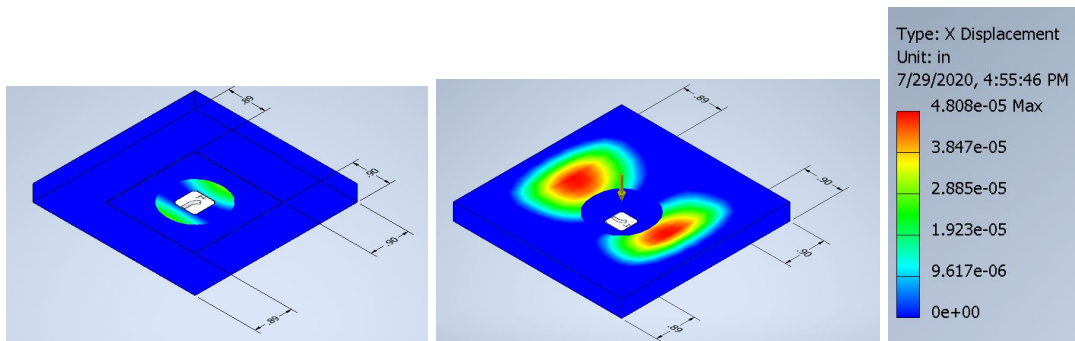 .89
.90
.90
.89
.89
.90
.90
.89
Type: X Displacement
Unit: in
7/29/2020, 4:55:46 PM
4.808e-05 Max
3.847e-05
2.885e-05
1.923e-05
9.617e-06
0e+00